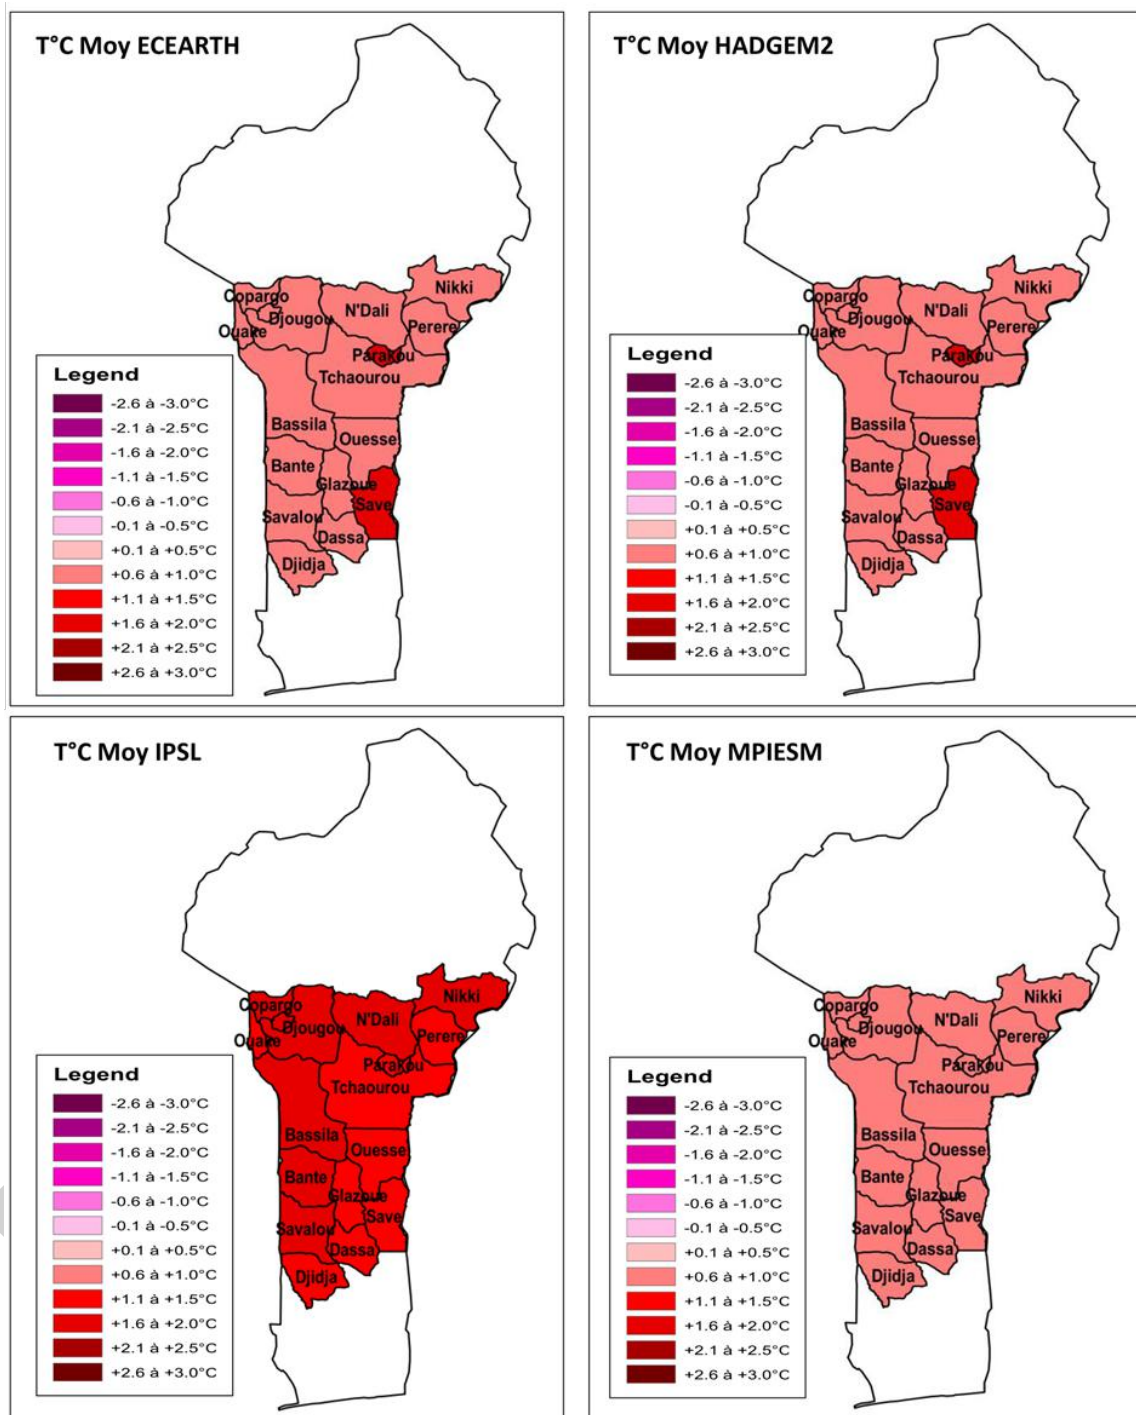 T°C Moy ECEARTH
Nikki
Copargo
N'Dali
Djougou
Perere
Ouake
Parakou
Tchaourou
Bassila
Ouesse
Bante
Glazoue
Save
Savalou
Dassa
Djidja
Legend
-2.6 à -3.0°C
-2.1 à -2.5°C
-1.6 à -2.0°C
-1.1 à -1.5°C
-0.6 à -1.0°C
-0.1 à -0.5°C
+0.1 à +0.5°C
+0.6 à +1.0°C
+1.1 à +1.5°C
+1.6 à +2.0°C
+2.1 à +2.5°C
+2.6 à +3.0°C
T°C Moy HADGEM2
Nikki
Copargo
N'Dali
Djougou
Perere
Ouake
Parakou
Tchaourou
Bassila
Ouesse
Bante
Glazoue
Save
Savalou
Dassa
Djidja
Legend
-2.6 à -3.0°C
-2.1 à -2.5°C
-1.6 à -2.0°C
-1.1 à -1.5°C
-0.6 à -1.0°C
-0.1 à -0.5°C
+0.1 à +0.5°C
+0.6 à +1.0°C
+1.1 à +1.5°C
+1.6 à +2.0°C
+2.1 à +2.5°C
+2.6 à +3.0°C
T°C Moy IPSL
Nikki
Copargo
N'Dali
Djougou
Perere
Ouake
Parakou
Tchaourou
Bassila
Ouesse
Bante
Glazoue
Save
Savalou
Dassa
Djidja
Legend
-2.6 à -3.0°C
-2.1 à -2.5°C
-1.6 à -2.0°C
-1.1 à -1.5°C
-0.6 à -1.0°C
-0.1 à -0.5°C
+0.1 à +0.5°C
+0.6 à +1.0°C
+1.1 à +1.5°C
+1.6 à +2.0°C
+2.1 à +2.5°C
+2.6 à +3.0°C
T°C Moy MPIESM
Nikki
Copargo
N'Dali
Djougou
Perere
Ouake
Parakou
Tchaourou
Bassila
Ouesse
Bante
Glazoue
Save
Savalou
Dassa
Djidja
Legend
-2.6 à -3.0°C
-2.1 à -2.5°C
-1.6 à -2.0°C
-1.1 à -1.5°C
-0.6 à -1.0°C
-0.1 à -0.5°C
+0.1 à +0.5°C
+0.6 à +1.0°C
+1.1 à +1.5°C
+1.6 à +2.0°C
+2.1 à +2.5°C
+2.6 à +3.0°C